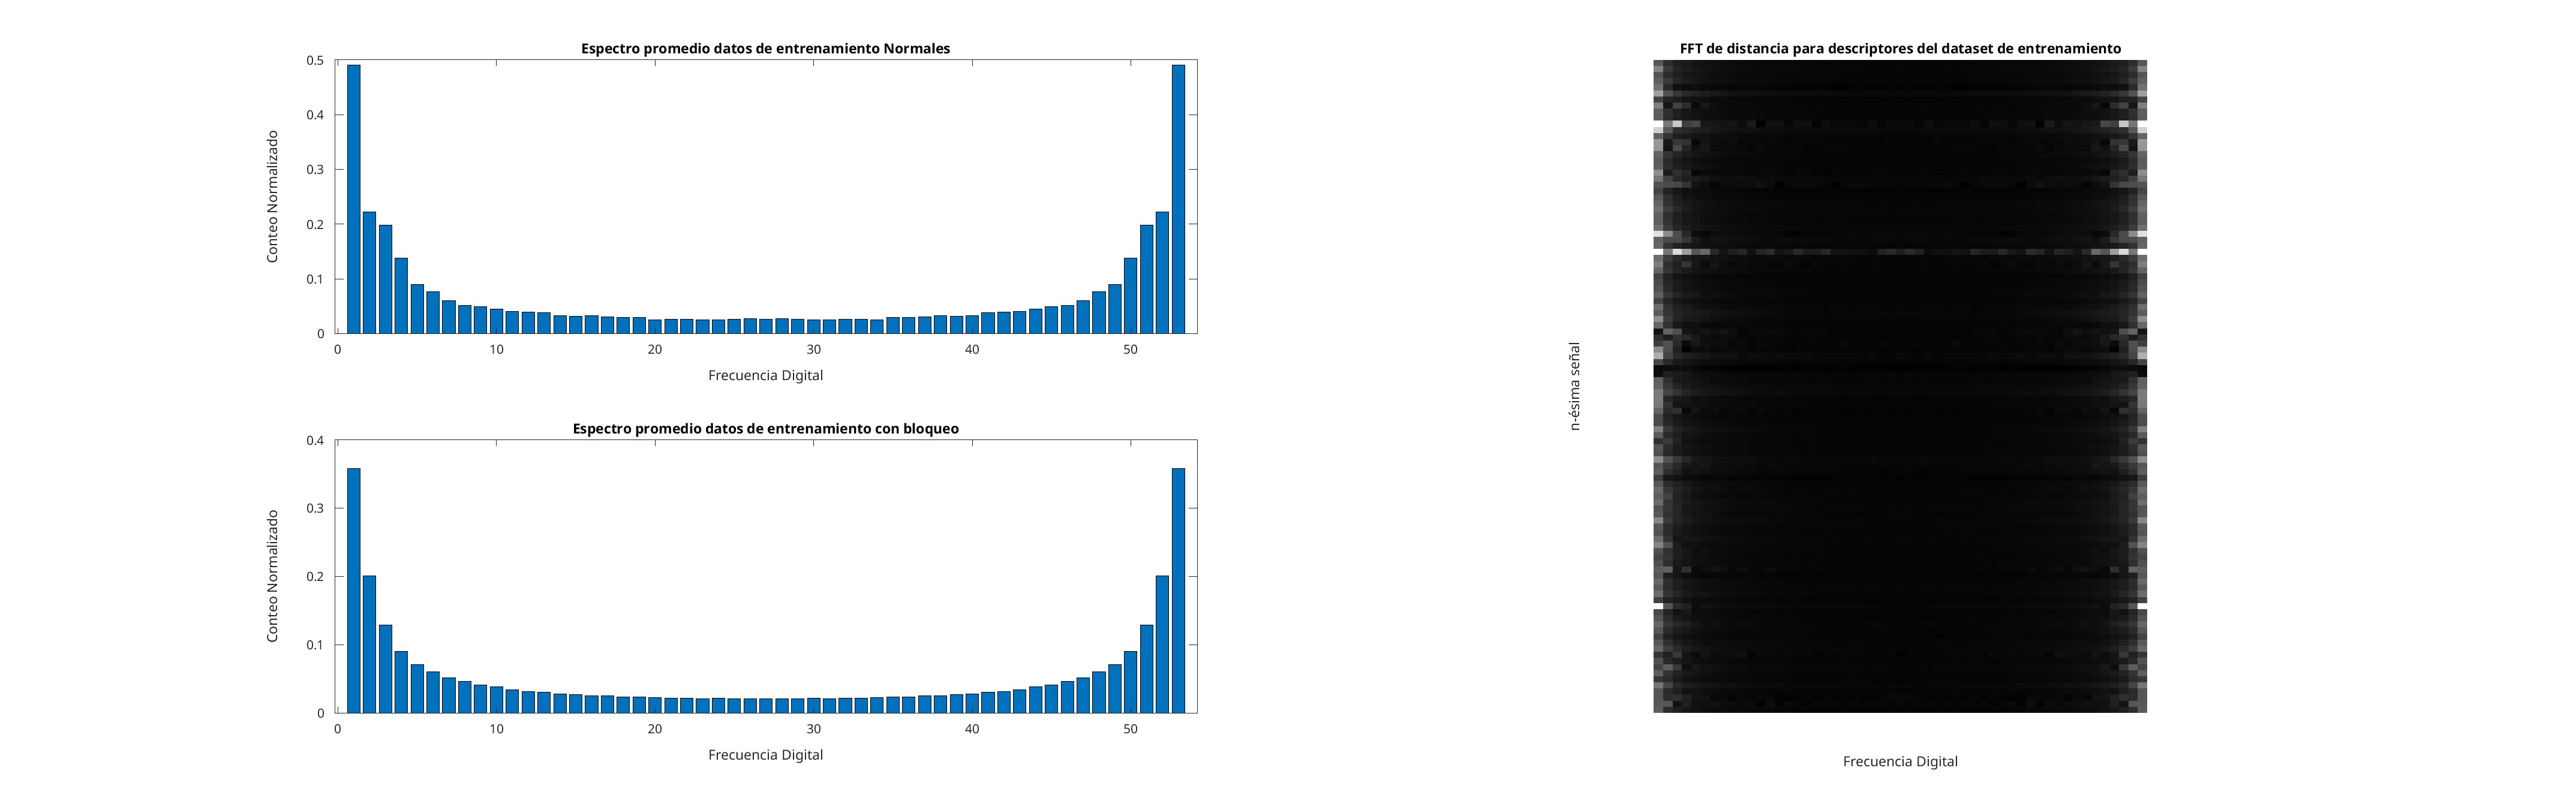 Espectro promedio datos de entrenamiento Normales
0.5
0.4
0.3
0.2
0.1
0
Conteo Normalizado
0 10 20 30 40 50
Frecuencia Digital
Espectro promedio datos de entrenamiento con bloqueo
0.4
0.3
0.2
0.1
0
Conteo Normalizado
0 10 20 30 40 50
Frecuencia Digital
FFT de distancia para descriptores del dataset de entrenamiento
n-ésima señal
Frecuencia Digital